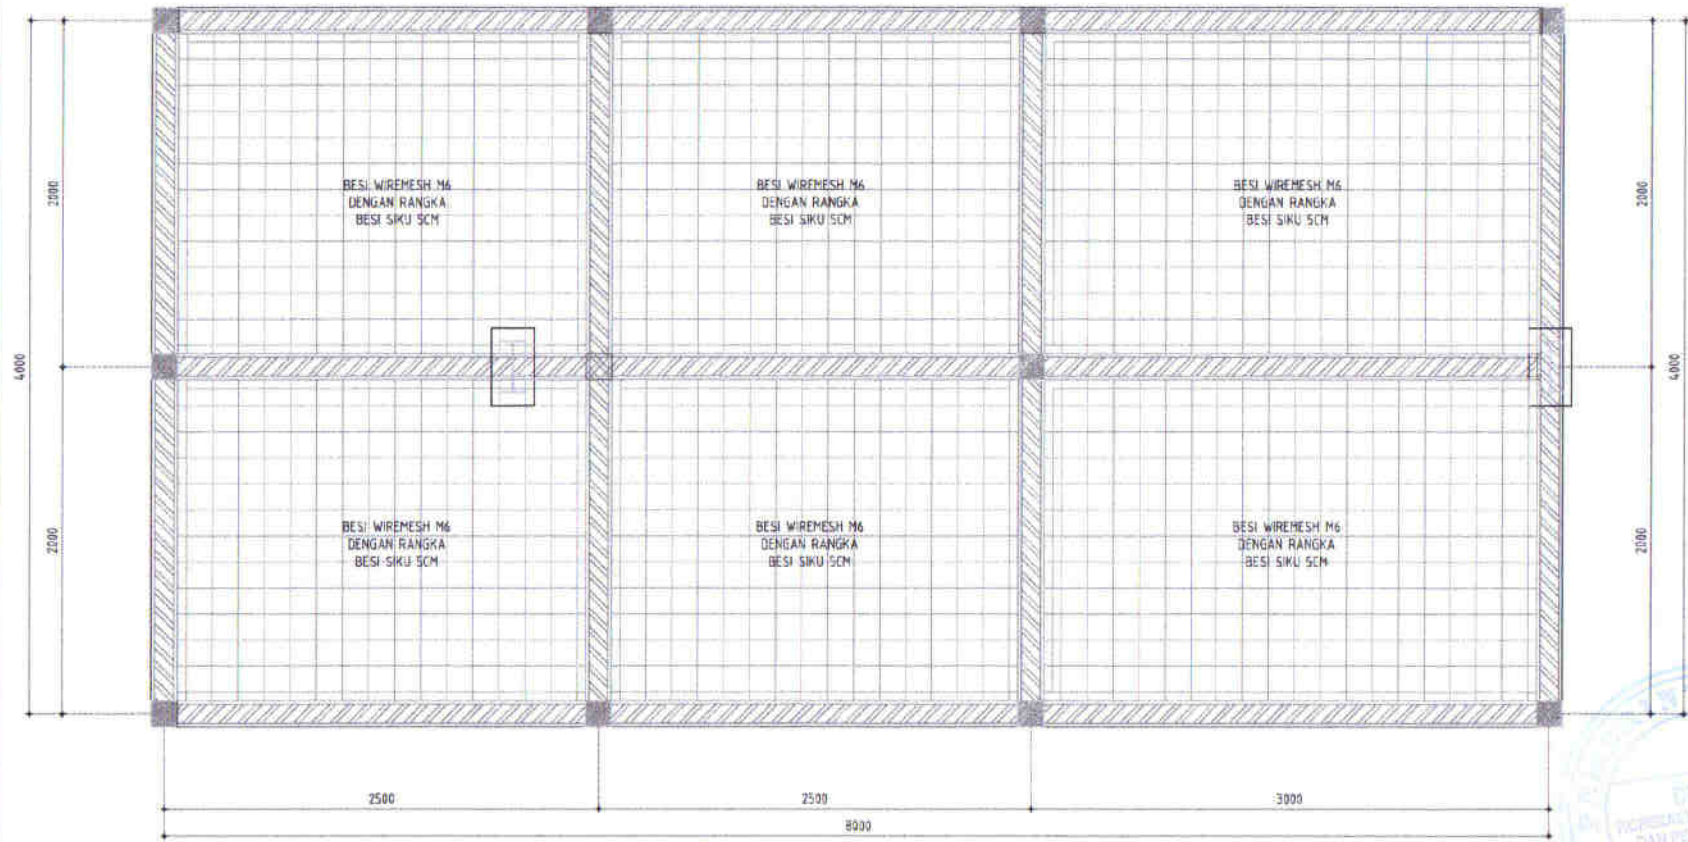 BESI WIREMESH M6
DENGAN RANGKA
BESI SIKU 5CM
BESI WIREMESH M6
DENGAN RANGKA
BESI SIKU 5CM
BESI WIREMESH M6
DENGAN RANGKA
BESI SIKU 5CM
2000
2000
4000
4000
BESI WIREMESH M6
DENGAN RANGKA
BESI SIKU 5CM
BESI WIREMESH M6
DENGAN RANGKA
BESI SIKU 5CM
BESI WIREMESH M6
DENGAN RANGKA
BESI SIKU 5CM
2000
2000
2500
2500
3000
8000